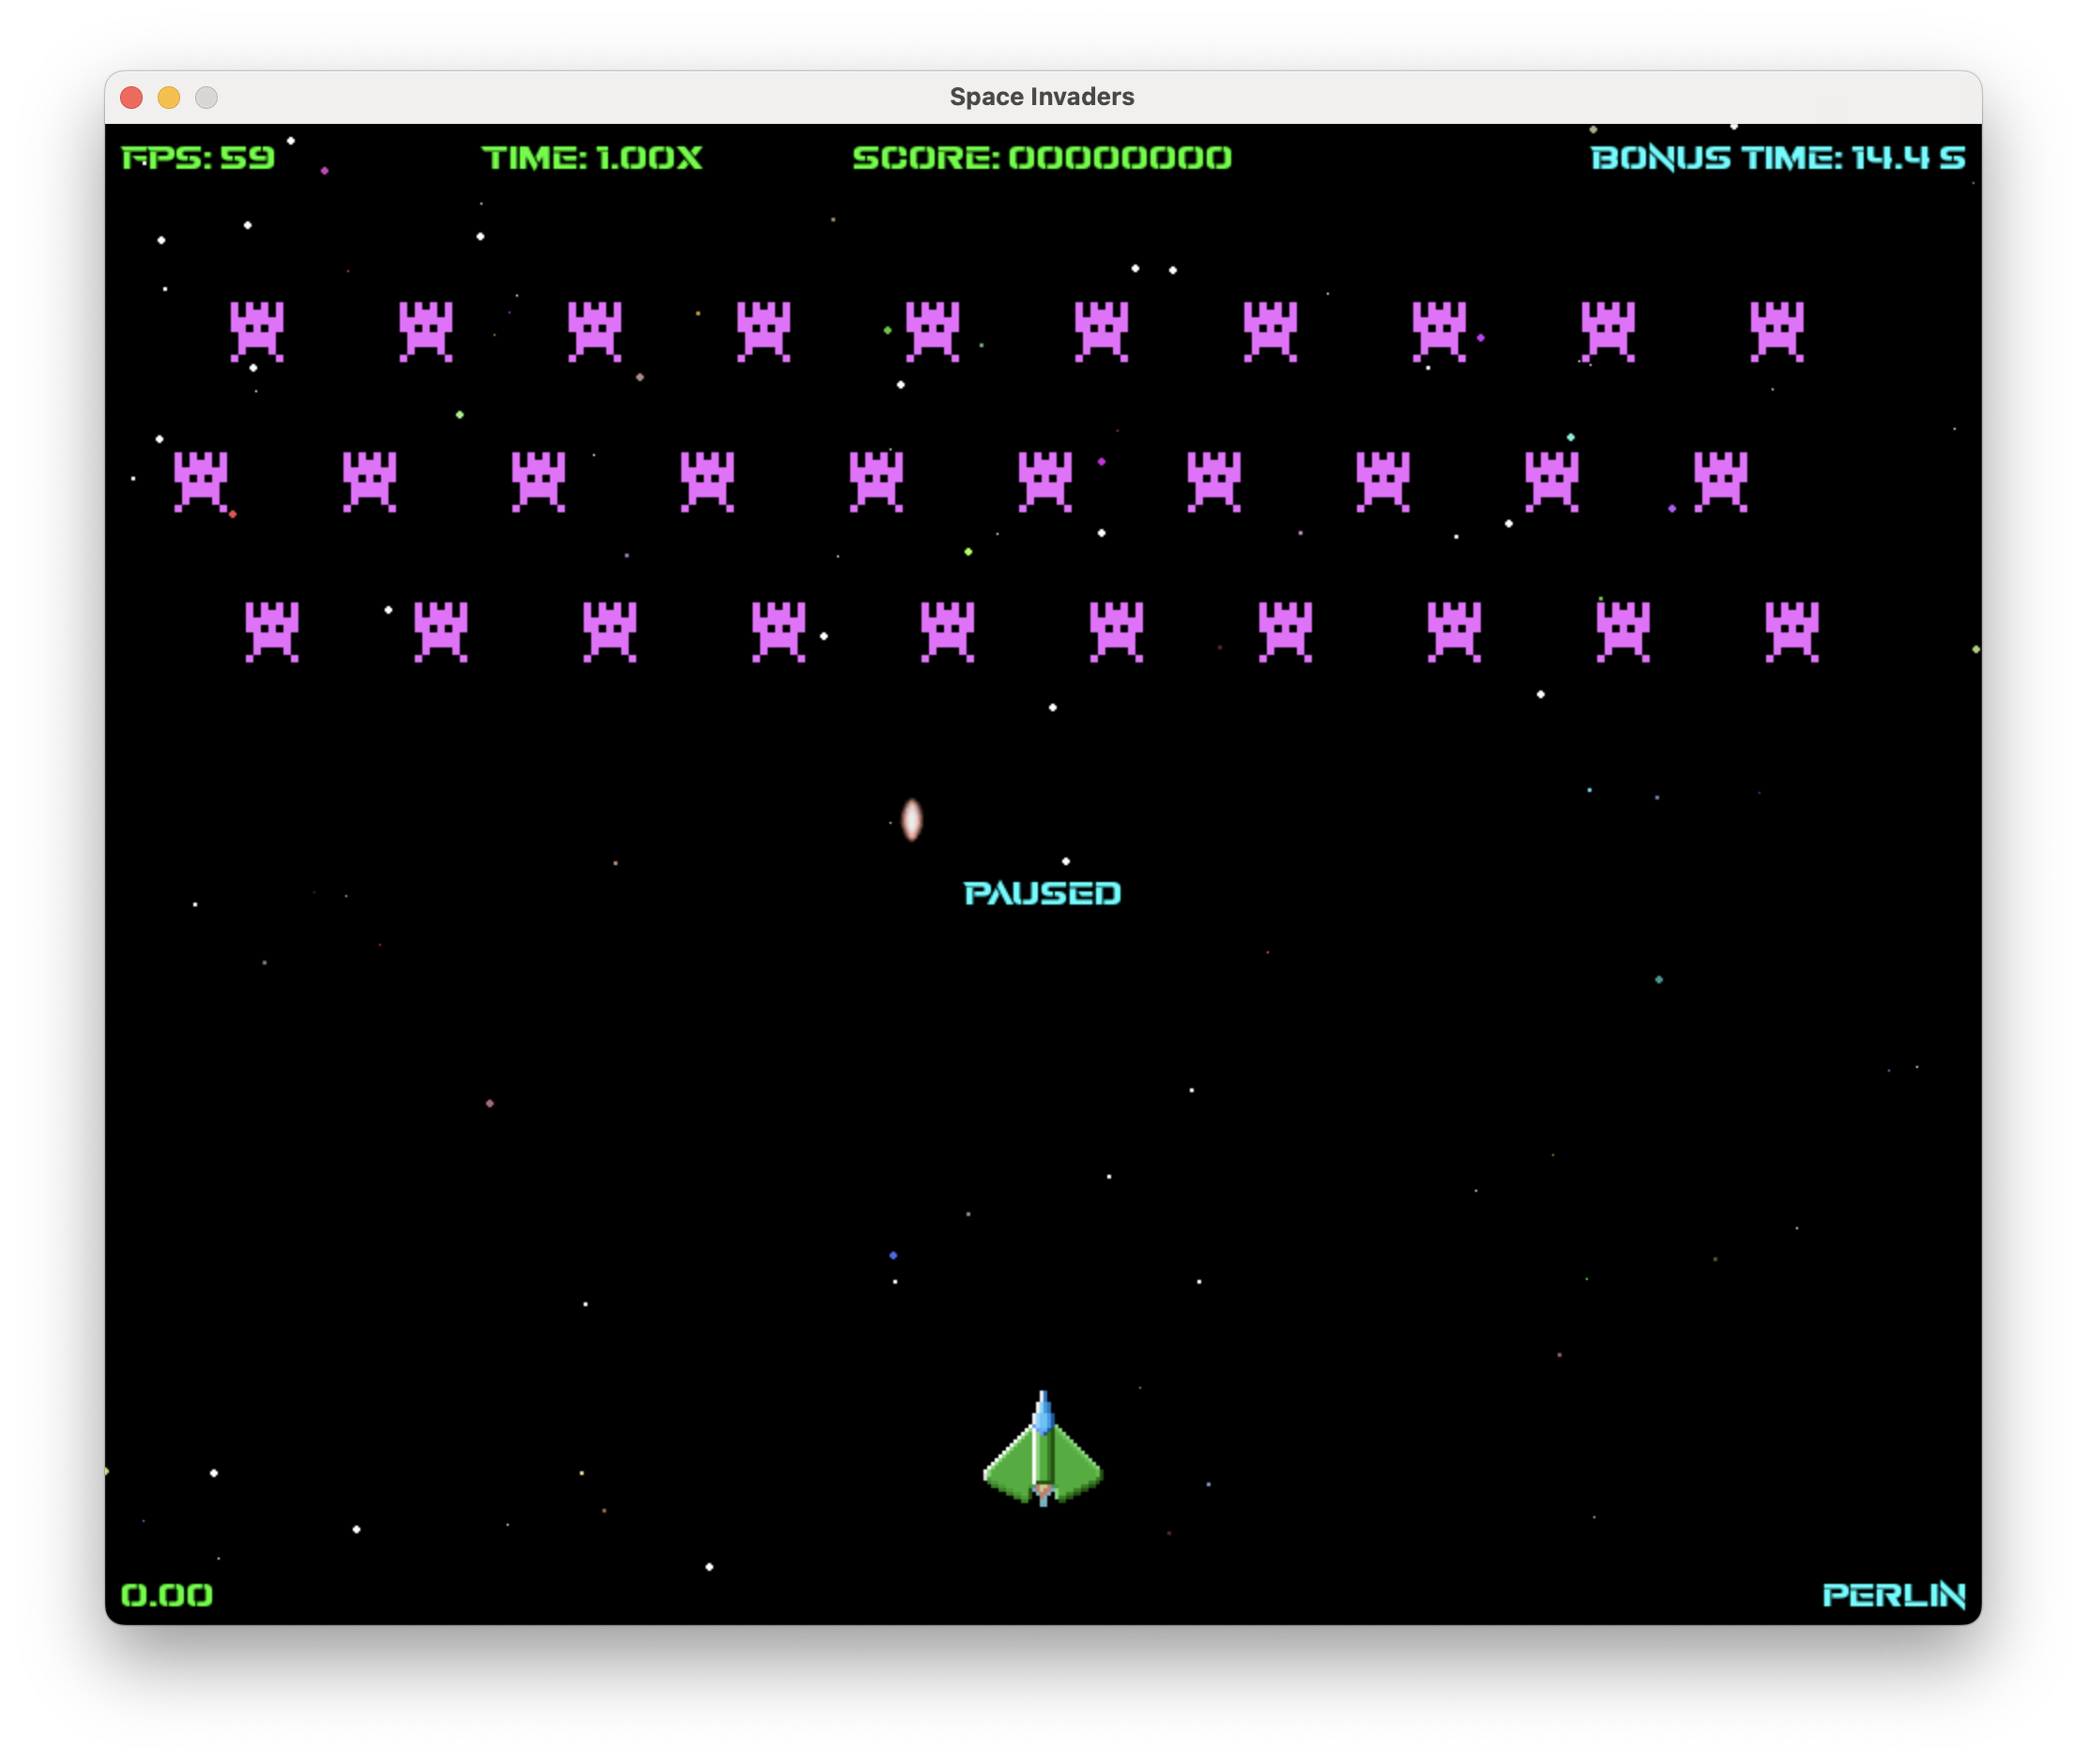 Space Invaders
FPS: 59 TIME: 1.00X SCORE: 00000000 BONUS TIME: 14.4 S
PAUSED
0.00 PERLIN